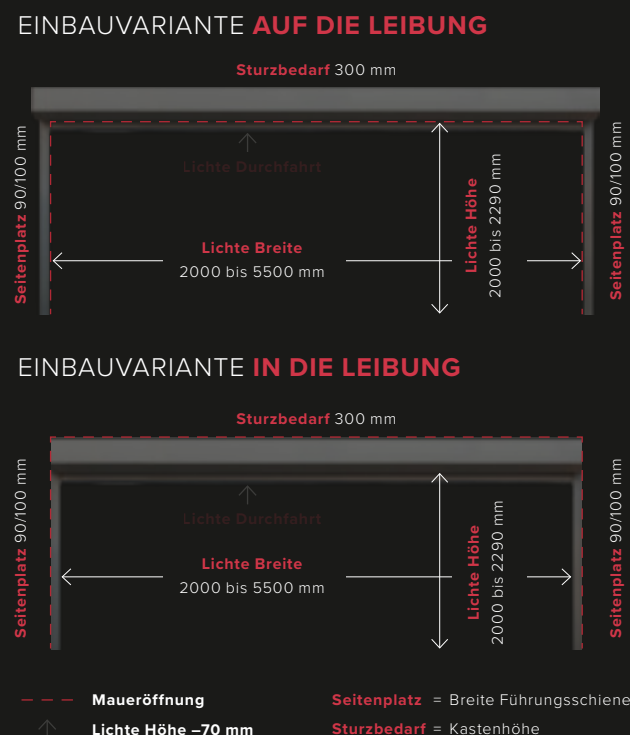 EINBAUVARIANTE AUF DIE LEIBUNG
Sturzbedarf 300 mm
Seitenplatz 90/100 mm
Lichte Durchfahrt
Lichte Breite
2000 bis 5500 mm
Lichte Höhe
2000 bis 2290 mm
Seitenplatz 90/100 mm
EINBAUVARIANTE IN DIE LEIBUNG
Sturzbedarf 300 mm
Seitenplatz 90/100 mm
Lichte Durchfahrt
Lichte Breite
2000 bis 5500 mm
Lichte Höhe
2000 bis 2290 mm
Seitenplatz 90/100 mm
Maueröffnung
Seitenplatz = Breite Führungsschiene
Lichte Höhe –70 mm
Sturzbedarf = Kastenhöhe